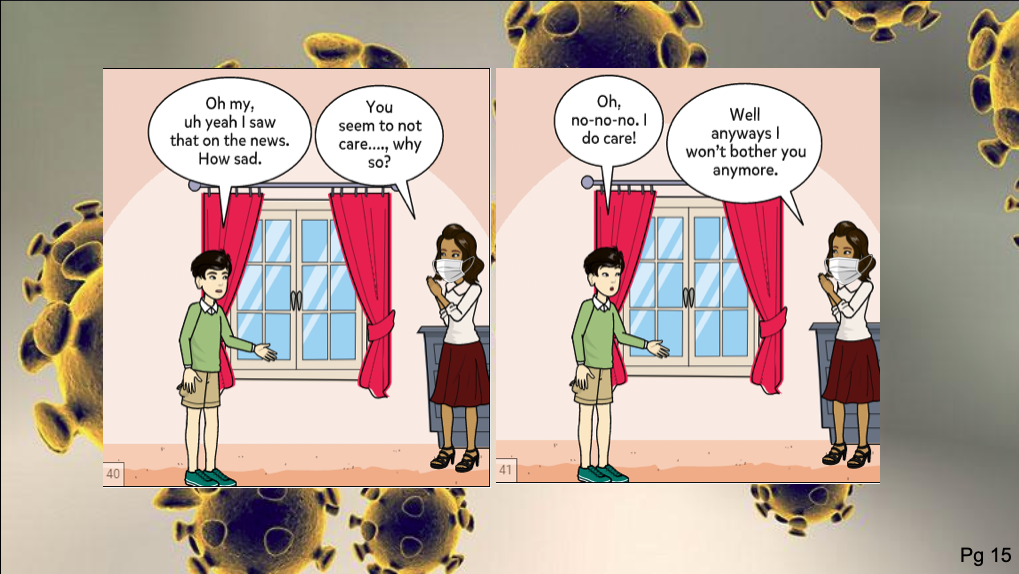 Oh my,
uh yeah I saw
that on the news.
How sad.
You
seem to not
care...., why
so?
40
Oh,
no-no-no. I
do care!
Well
anyways I
won't bother you
anymore.
41
Pg 15